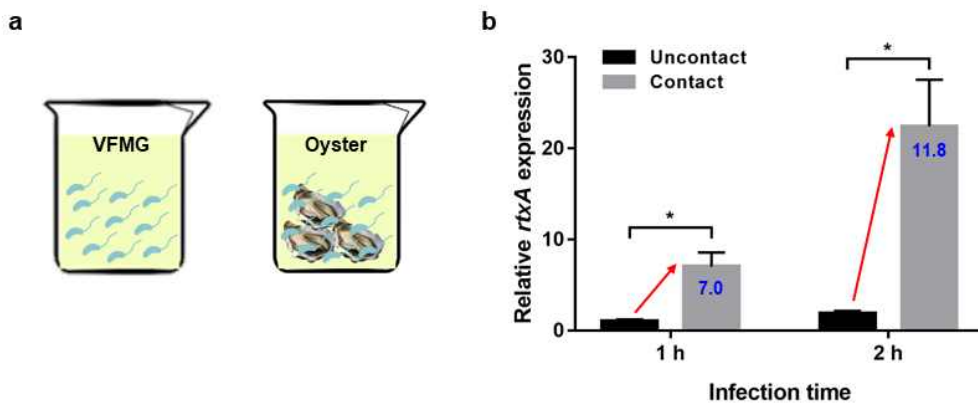 a
VFMG
Oyster
b
Relative rtxA expression
30
20
10
0
Uncontact
Contact
*
7.0
*
11.8
1 h
2 h
Infection time